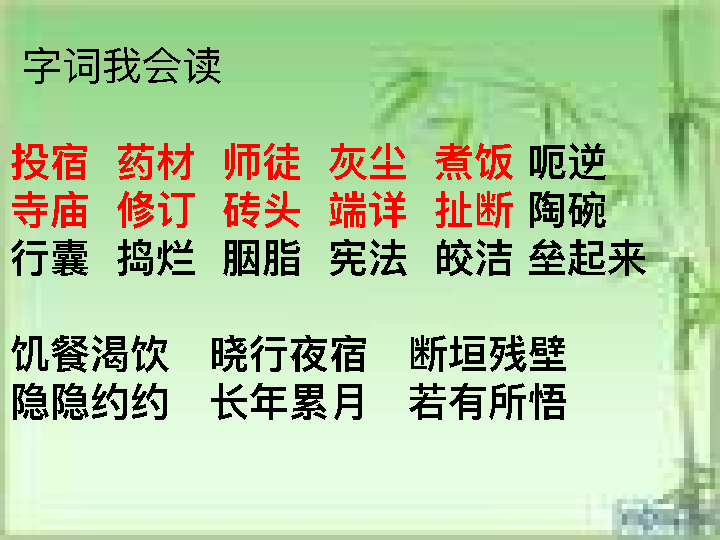 字词我会读
投宿 药材 师徒 灰尘 煮饭 呃逆
寺庙 修订 砖头 端详 扯断 陶碗
行囊 捣烂 胭脂 宪法 皎洁 垒起来
饥餐渴饮 晓行夜宿 断垣残壁
隐隐约约 长年累月 若有所悟